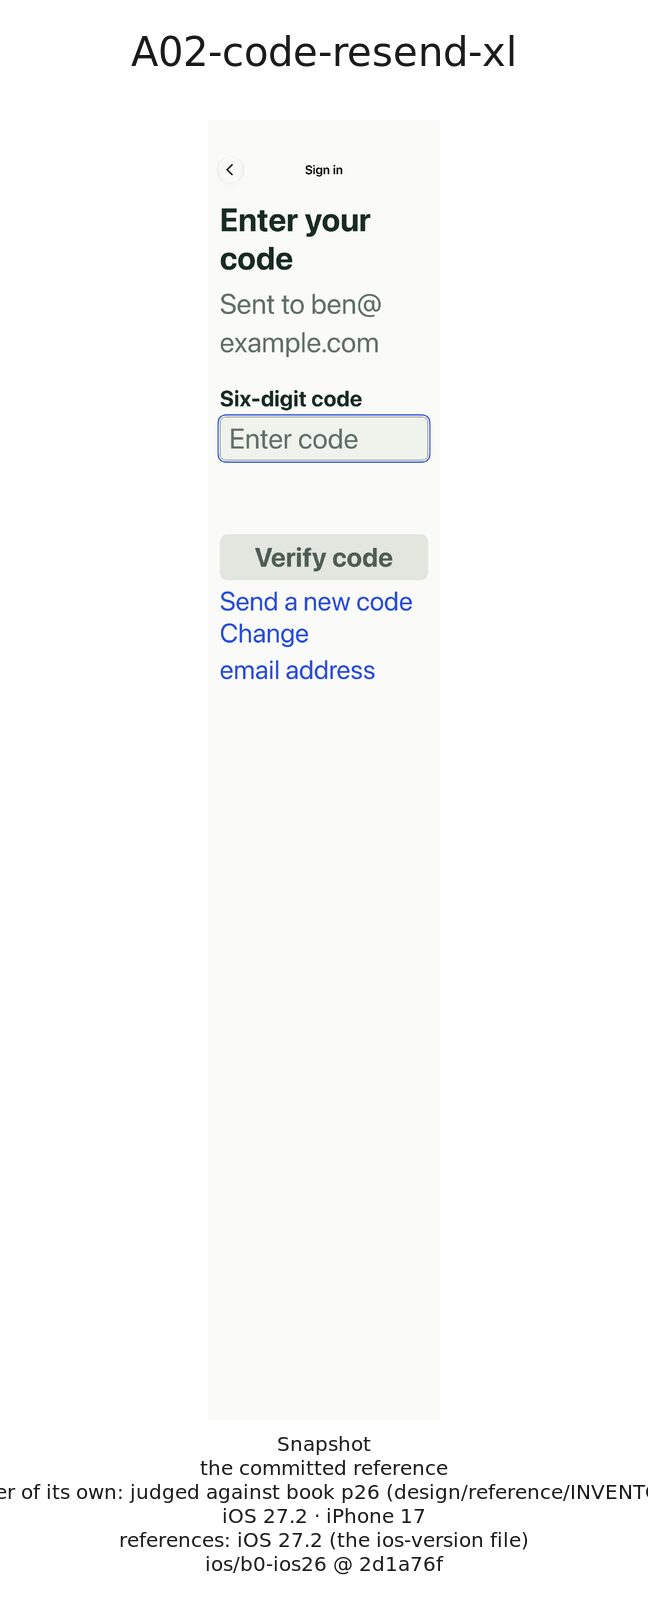 A02-code-resend-xl
Sign in
Enter your
code
Sent to ben@
example.com
Six-digit code
Enter code
Verify code
Send a new code
Change
email address
Snapshot
the committed reference
of its own: judged against book p26 (design/reference/
iOS 27.2 · iPhone 17
references: iOS 27.2 (the ios-version file)
ios/b0-ios26 @ 2d1a76f